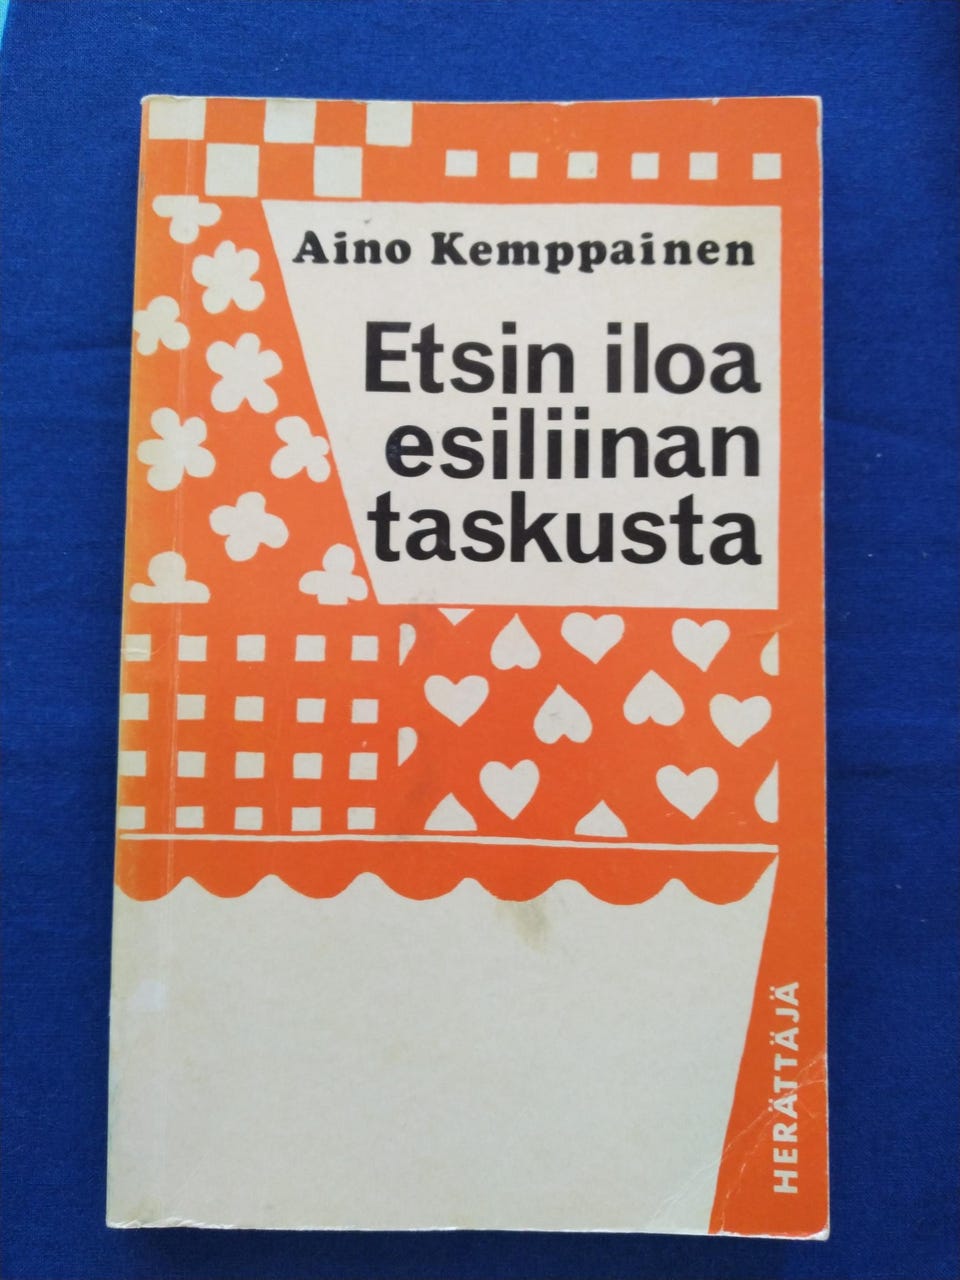 Aino Kemppainen
Etsin iloa
esiliinan
taskusta
HERÄTTÄJÄ